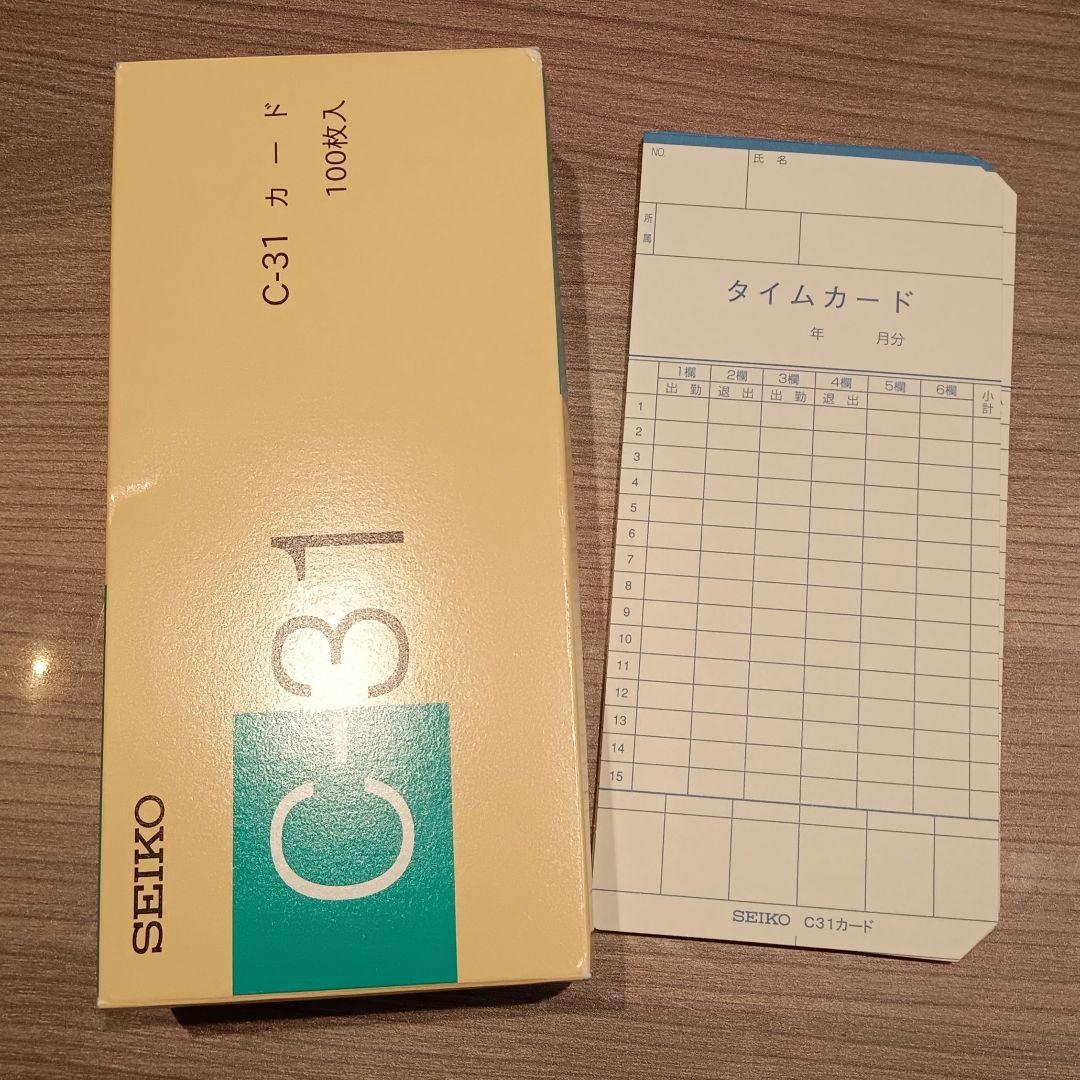 C-31 カード
100枚入
C-31
SEIKO
NO.
氏名
所属
タイムカード
年 月分
1欄 2欄 3欄 4欄 5欄 6欄 小計
出勤 退出 出勤 退出
1
2
3
4
5
6
7
8
9
10
11
12
13
14
15
SEIKO C31カード